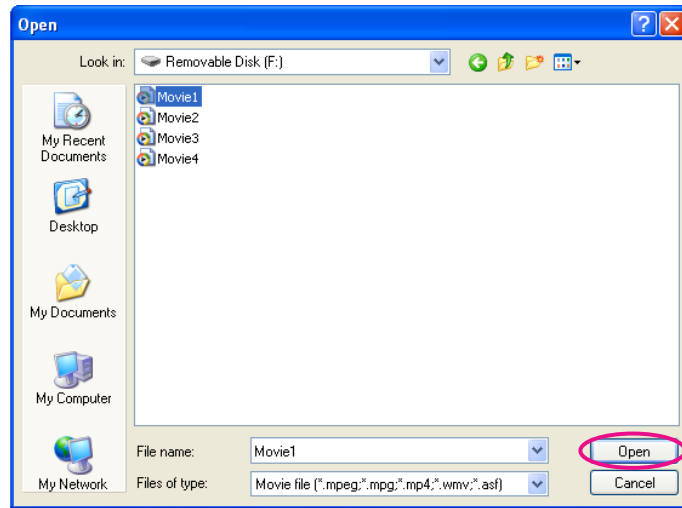 Open
Look in: Removable Disk (F:)
Movie1
Movie2
Movie3
Movie4
My Recent
Documents
Desktop
My Documents
My Computer
My Network
File name: Movie1 Open
Files of type: Movie file (*.mpeg;*.mpg;*.mp4;*.wmv;*.asf) Cancel